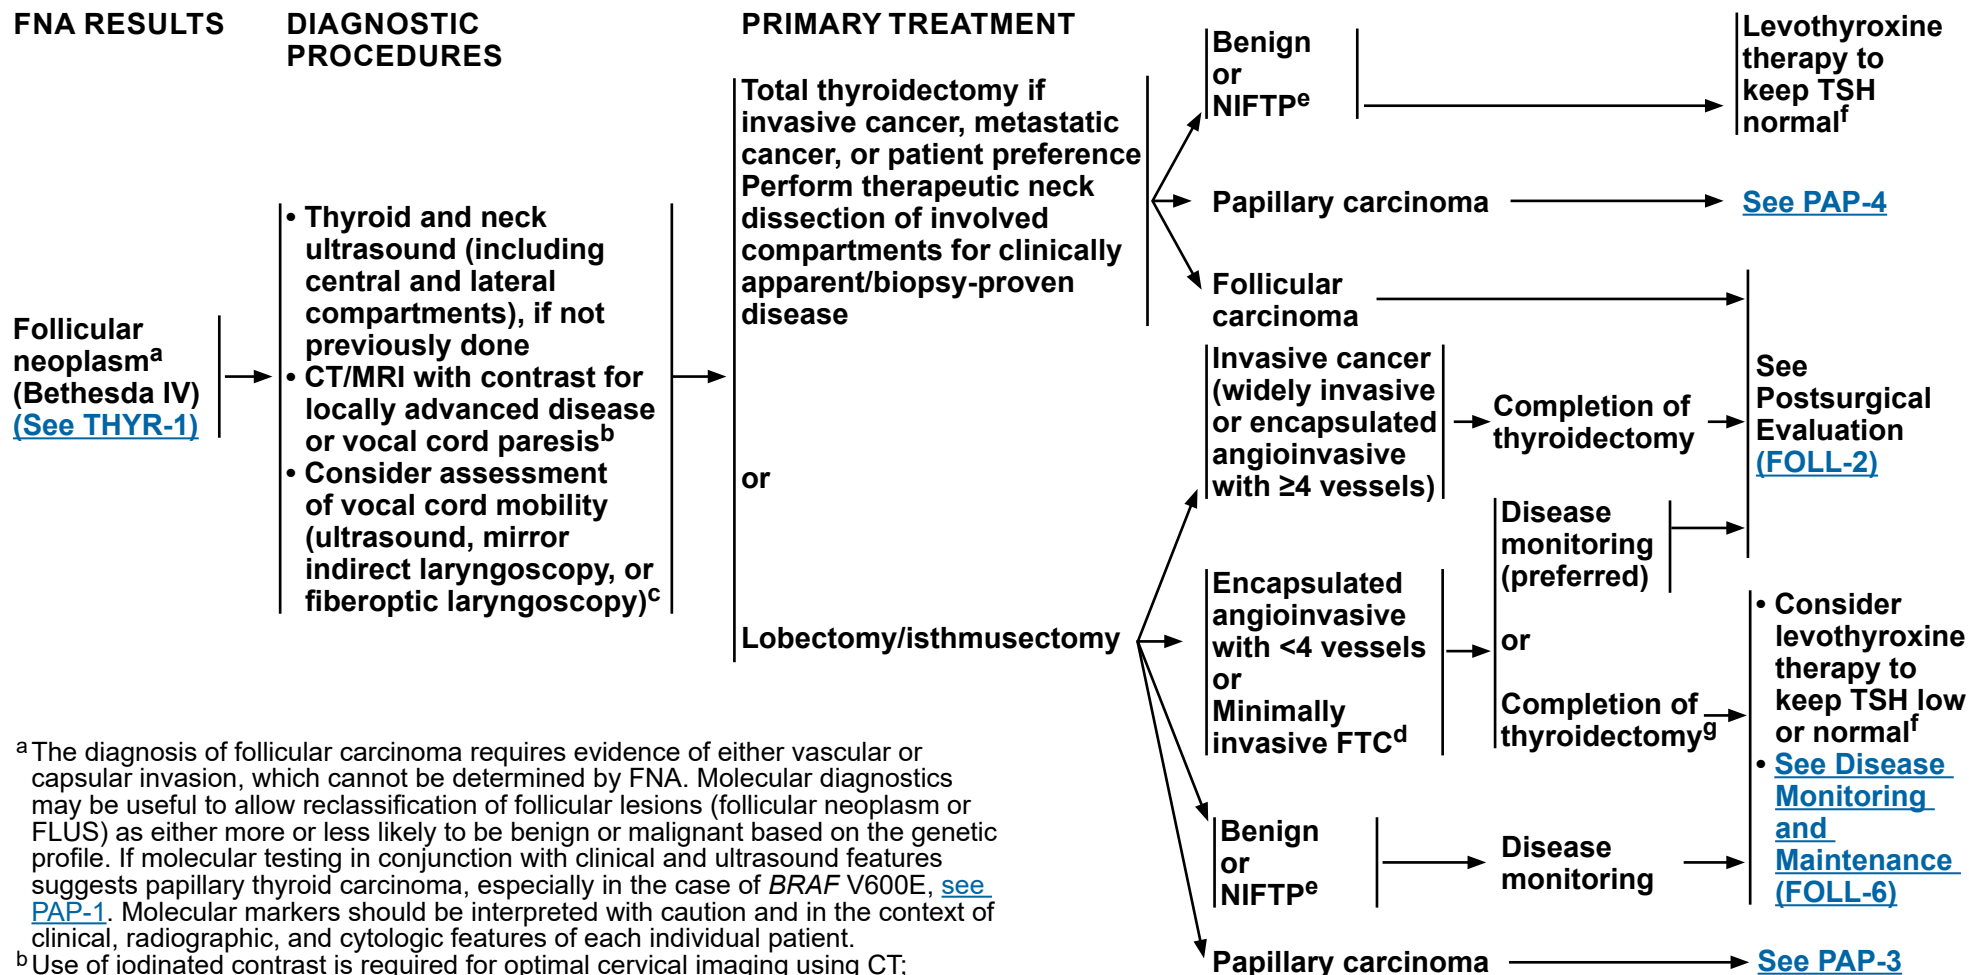 FNA RESULTS
DIAGNOSTIC
PROCEDURES
PRIMARY TREATMENT
Follicular
neoplasmᵃ
(Bethesda IV)
(See THYR-1)
• Thyroid and neck
ultrasound (including
central and lateral
compartments), if not
previously done
• CT/MRI with contrast for
locally advanced disease
or vocal cord paresisᵇ
• Consider assessment
of vocal cord mobility
(ultrasound, mirror
indirect laryngoscopy, or
fiberoptic laryngoscopy)ᶜ
Total thyroidectomy if
invasive cancer, metastatic
cancer, or patient preference
Perform therapeutic neck
dissection of involved
compartments for clinically
apparent/biopsy-proven
disease
or
Lobectomy/isthmusectomy
Benign
or
NIFTPᵉ
Levothyroxine
therapy to
keep TSH
normalᶠ
Papillary carcinoma
See PAP-4
Follicular
carcinoma
Invasive cancer
(widely invasive
or encapsulated
angioinvasive
with ≥4 vessels)
Completion of
thyroidectomy
See
Postsurgical
Evaluation
(FOLL-2)
Encapsulated
angioinvasive
with <4 vessels
or
Minimally
invasive FTCᵈ
Disease
monitoring
(preferred)
or
Completion of
thyroidectomyᵍ
• Consider
levothyroxine
therapy to
keep TSH low
or normalᶠ
• See Disease
Monitoring
and
Maintenance
(FOLL-6)
Benign
or
NIFTPᵉ
Disease
monitoring
Papillary carcinoma
See PAP-3
ᵃ The diagnosis of follicular carcinoma requires evidence of either vascular or
capsular invasion, which cannot be determined by FNA. Molecular diagnostics
may be useful to allow reclassification of follicular lesions (follicular neoplasm or
FLUS) as either more or less likely to be benign or malignant based on the genetic
profile. If molecular testing in conjunction with clinical and ultrasound features
suggests papillary thyroid carcinoma, especially in the case of BRAF V600E, see
PAP-1. Molecular markers should be interpreted with caution and in the context of
clinical, radiographic, and cytologic features of each individual patient.
ᵇ Use of iodinated contrast is required for optimal cervical imaging using CT;